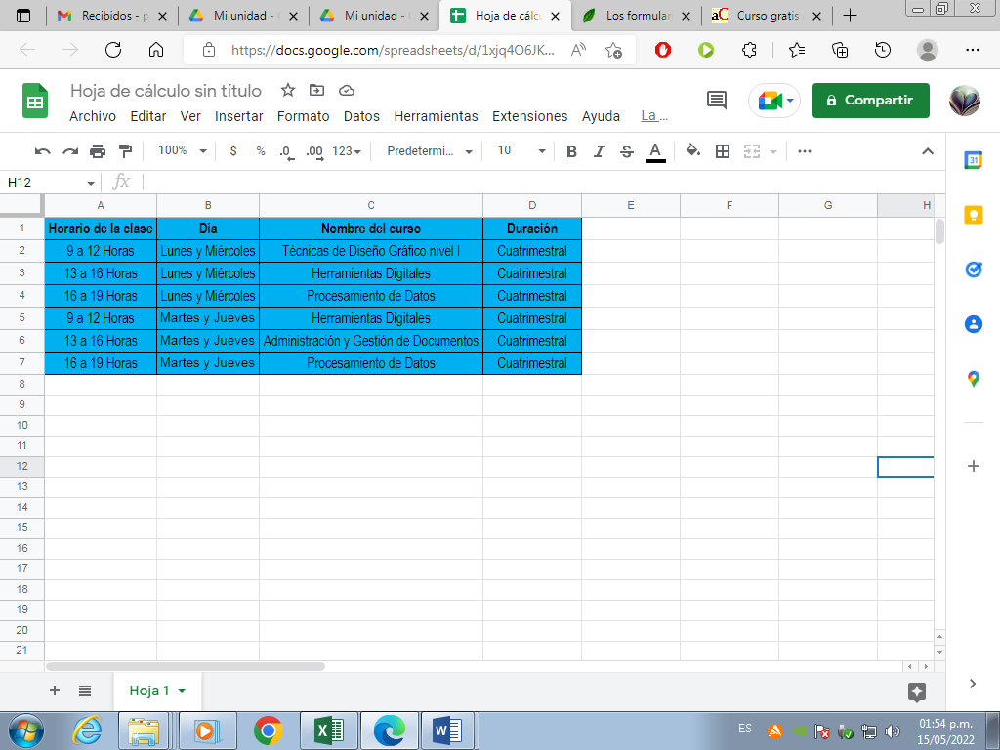 Recibidos - p
Mi unidad -
Mi unidad -
Hoja de cálcu
Los formular
aC Curso gratis
https://docs.google.com/spreadsheets/d/1xjq4O6JK...
Hoja de cálculo sin título
Compartir
Archivo Editar Ver Insertar Formato Datos Herramientas Extensiones Ayuda La ...
100% $ % .0 .00 123 Predetermi... 10 B I S A
H12 fx
A B C D E F G H
1 Horario de la clase Día Nombre del curso Duración
2 9 a 12 Horas Lunes y Miércoles Técnicas de Diseño Gráfico nivel I Cuatrimestral
3 13 a 16 Horas Lunes y Miércoles Herramientas Digitales Cuatrimestral
4 16 a 19 Horas Lunes y Miércoles Procesamiento de Datos Cuatrimestral
5 9 a 12 Horas Martes y Jueves Herramientas Digitales Cuatrimestral
6 13 a 16 Horas Martes y Jueves Administración y Gestión de Documentos Cuatrimestral
7 16 a 19 Horas Martes y Jueves Procesamiento de Datos Cuatrimestral
8
9
10
11
12
13
14
15
16
17
18
19
20
21
31
Hoja 1
ES
01:54 p.m.
15/05/2022